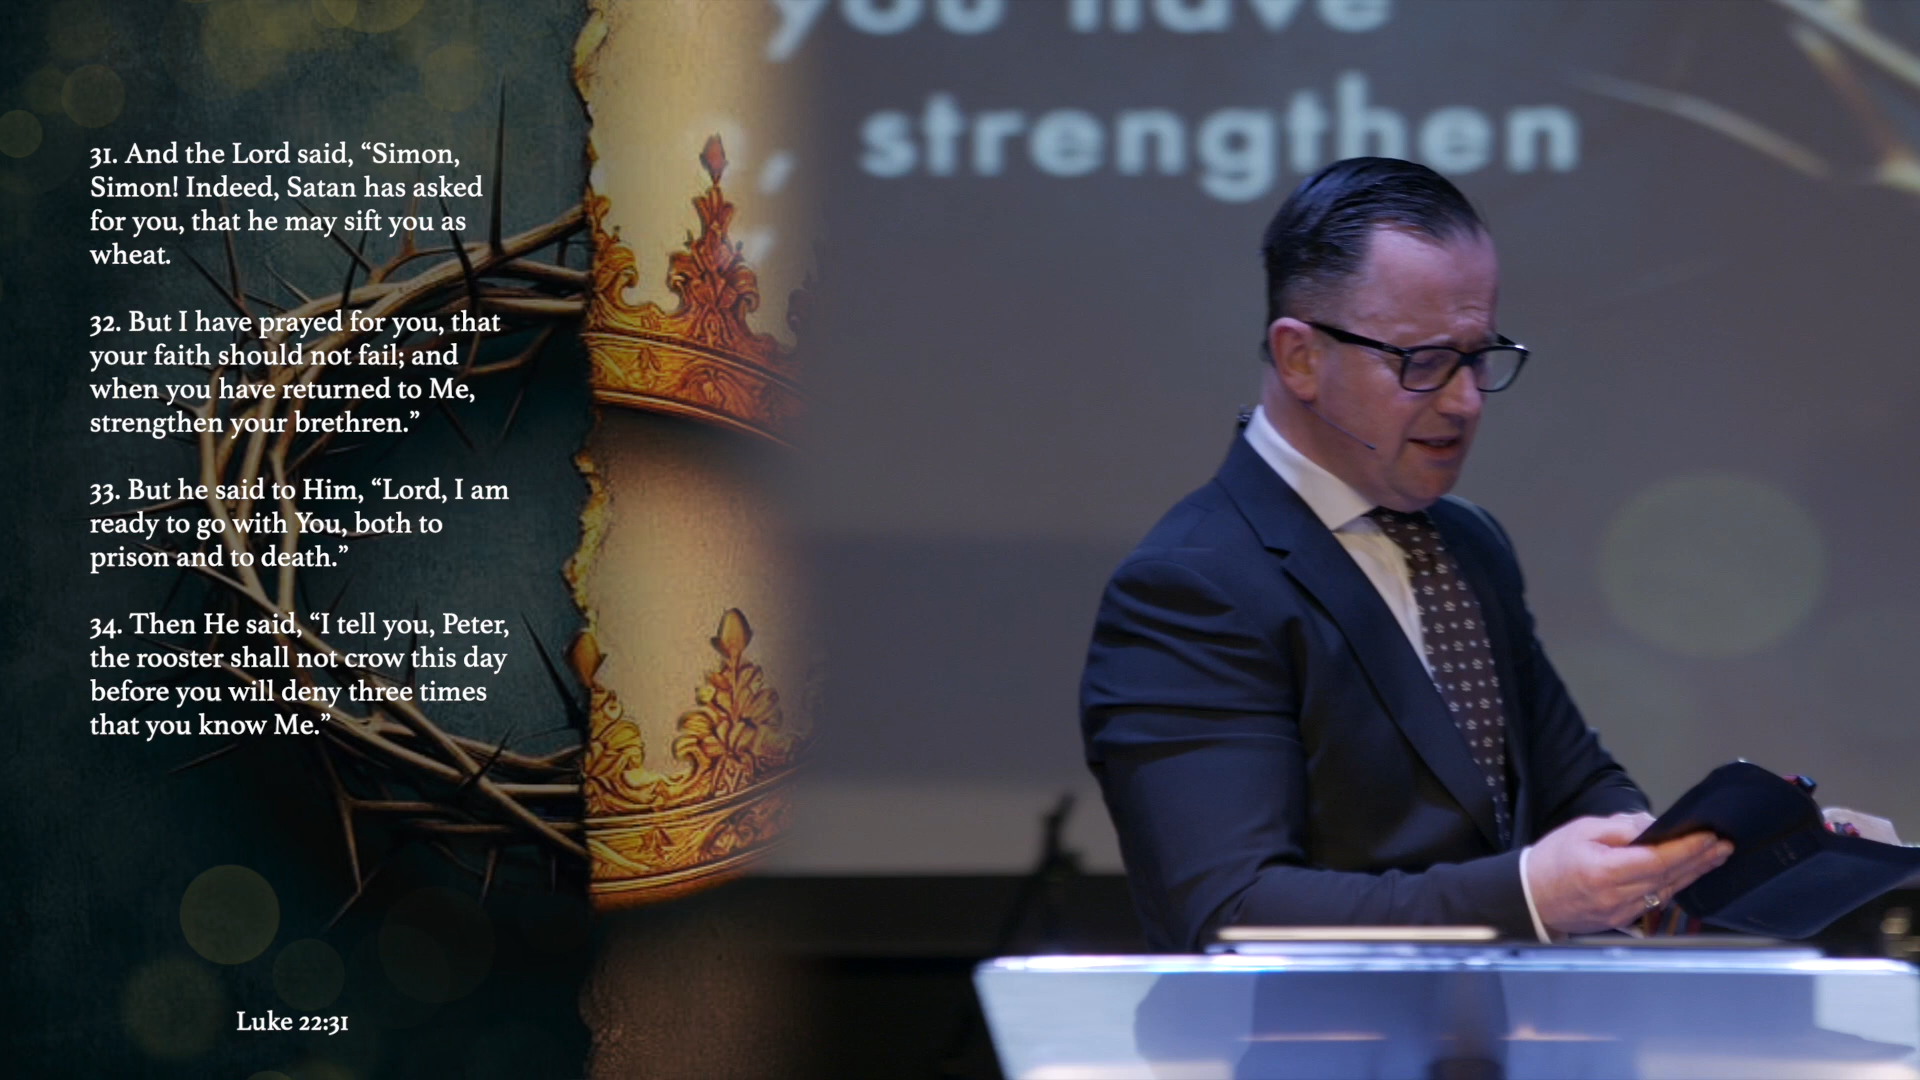 31. And the Lord said, “Simon,
Simon! Indeed, Satan has asked
for you, that he may sift you as
wheat.
32. But I have prayed for you, that
your faith should not fail; and
when you have returned to Me,
strengthen your brethren.”
33. But he said to Him, “Lord, I am
ready to go with You, both to
prison and to death.”
34. Then He said, “I tell you, Peter,
the rooster shall not crow this day
before you will deny three times
that you know Me.”
Luke 22:31
you have
, strengthen